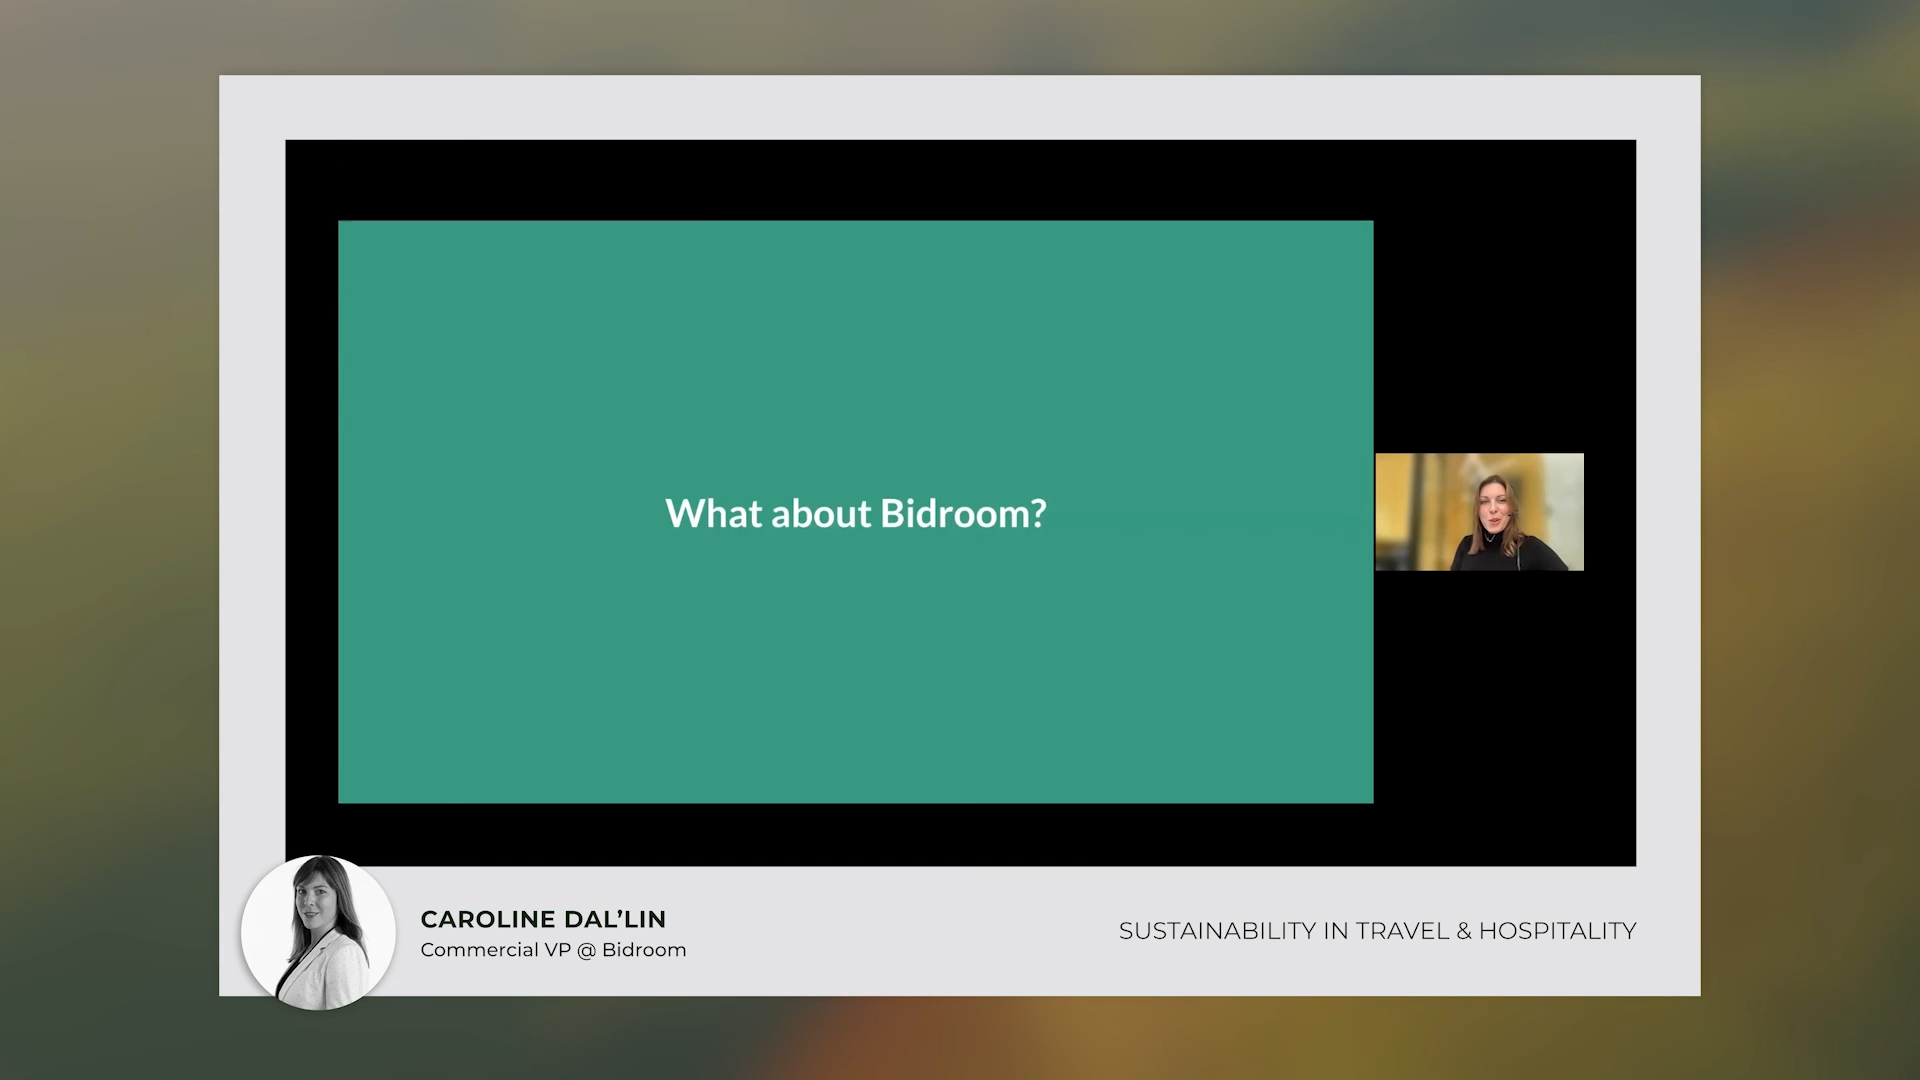 What about Bidroom?
CAROLINE DAL’LIN
Commercial VP @ Bidroom
SUSTAINABILITY IN TRAVEL & HOSPITALITY